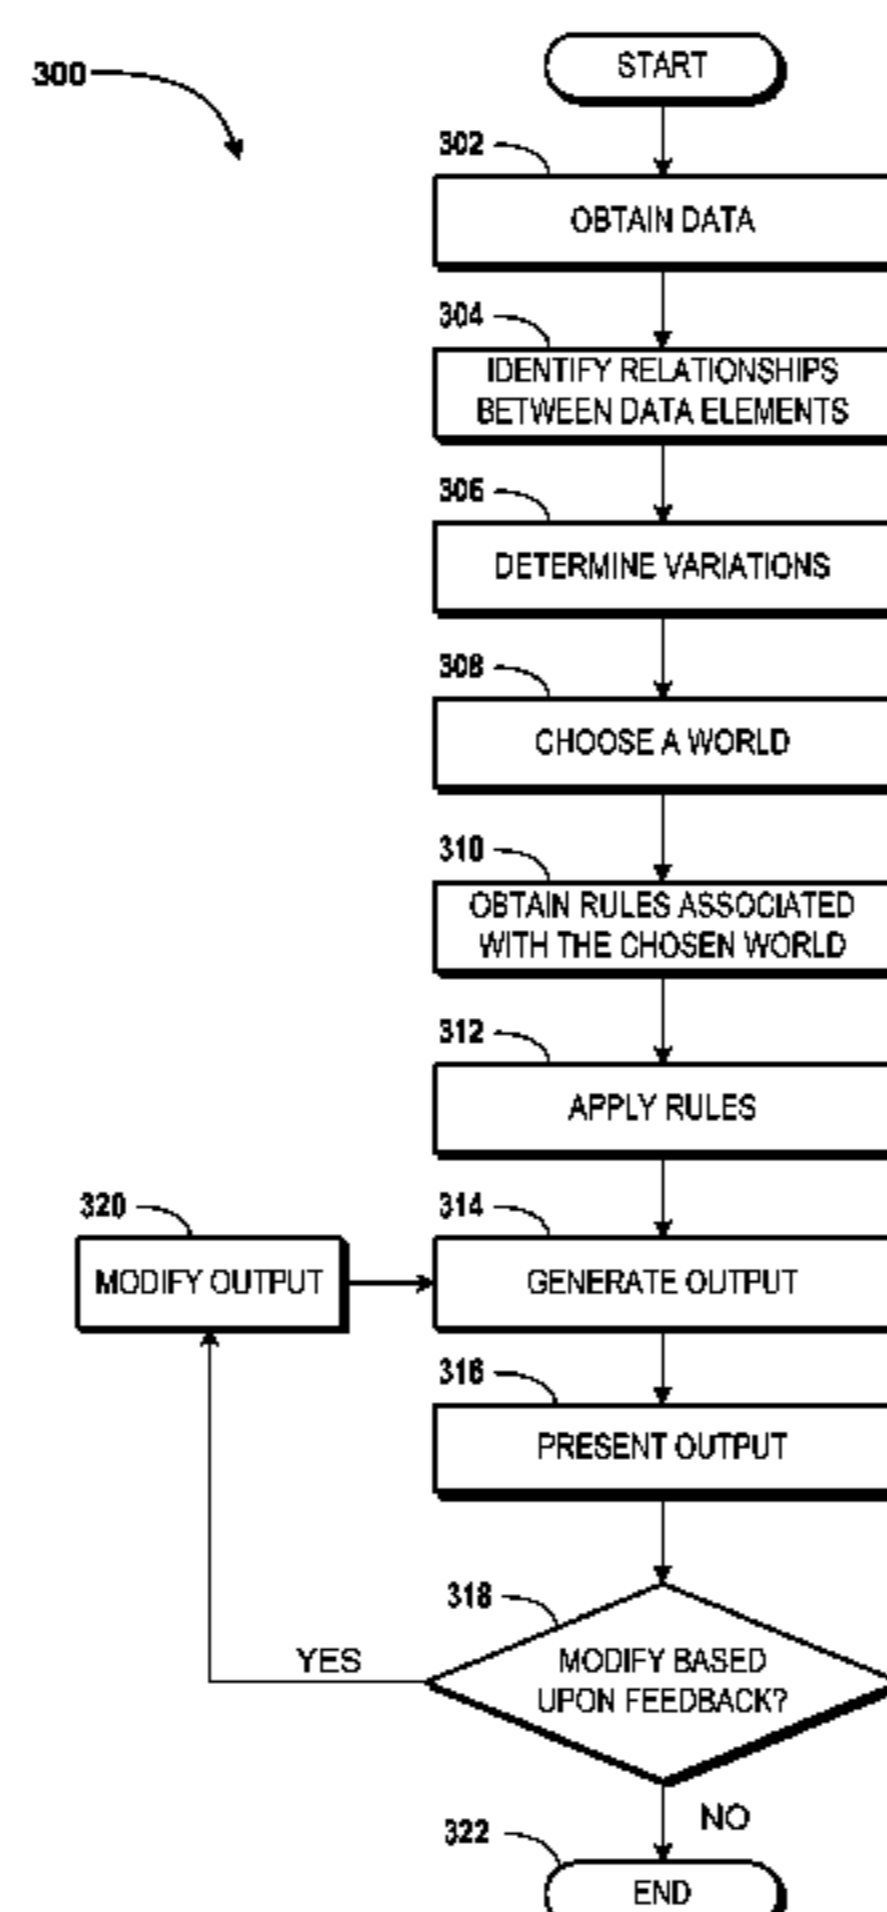 300
START
302
OBTAIN DATA
304
IDENTIFY RELATIONSHIPS
BETWEEN DATA ELEMENTS
306
DETERMINE VARIATIONS
308
CHOOSE A WORLD
310
OBTAIN RULES ASSOCIATED
WITH THE CHOSEN WORLD
312
APPLY RULES
320
MODIFY OUTPUT
314
GENERATE OUTPUT
316
PRESENT OUTPUT
318
MODIFY BASED
UPON FEEDBACK?
YES
NO
322
END